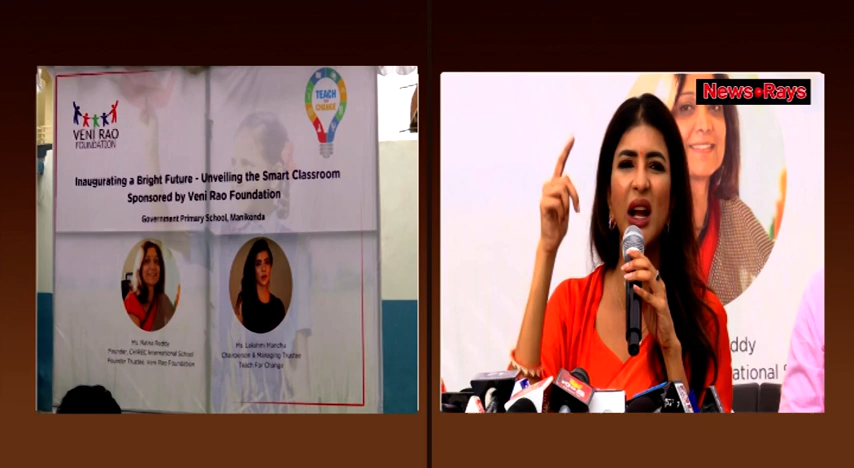 VENI RAO
FOUNDATION
TEACH
FOR
CHANGE
Inaugurating a Bright Future - Unveiling the Smart Classroom
Sponsored by Veni Rao Foundation
Government Primary School, Manikonda
Ms. Ratna Reddy
Founder, CHIREC International School
Founder Trustee, Veni Rao Foundation
Ms. Lakshmi Manchu
Chairperson & Managing Trustee
Teach For Change
News Rays
ddy
ational S